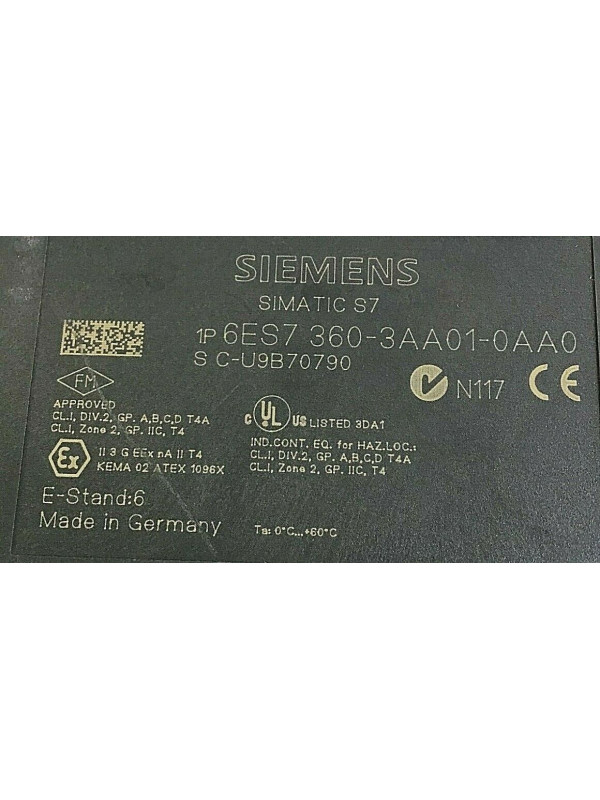 SIEMENS
SIMATIC S7
1P 6ES7 360-3AA01-0AA0
S C-U9B70790
FM
APPROVED
CL.I, DIV.2, GP. A,B,C,D T4A
CL.I, Zone 2, GP. IIC, T4
C UL US LISTED 3DA1
N117 CE
IND.CONT. EQ. for HAZ.LOC.:
CL.I, DIV.2, GP. A,B,C,D T4A
CL.I, Zone 2, GP. IIC, T4
Ex II 3 G EEx nA II T4
KEMA 02 ATEX 1096X
E-Stand:6
Made in Germany
Ta: 0°C...+60°C